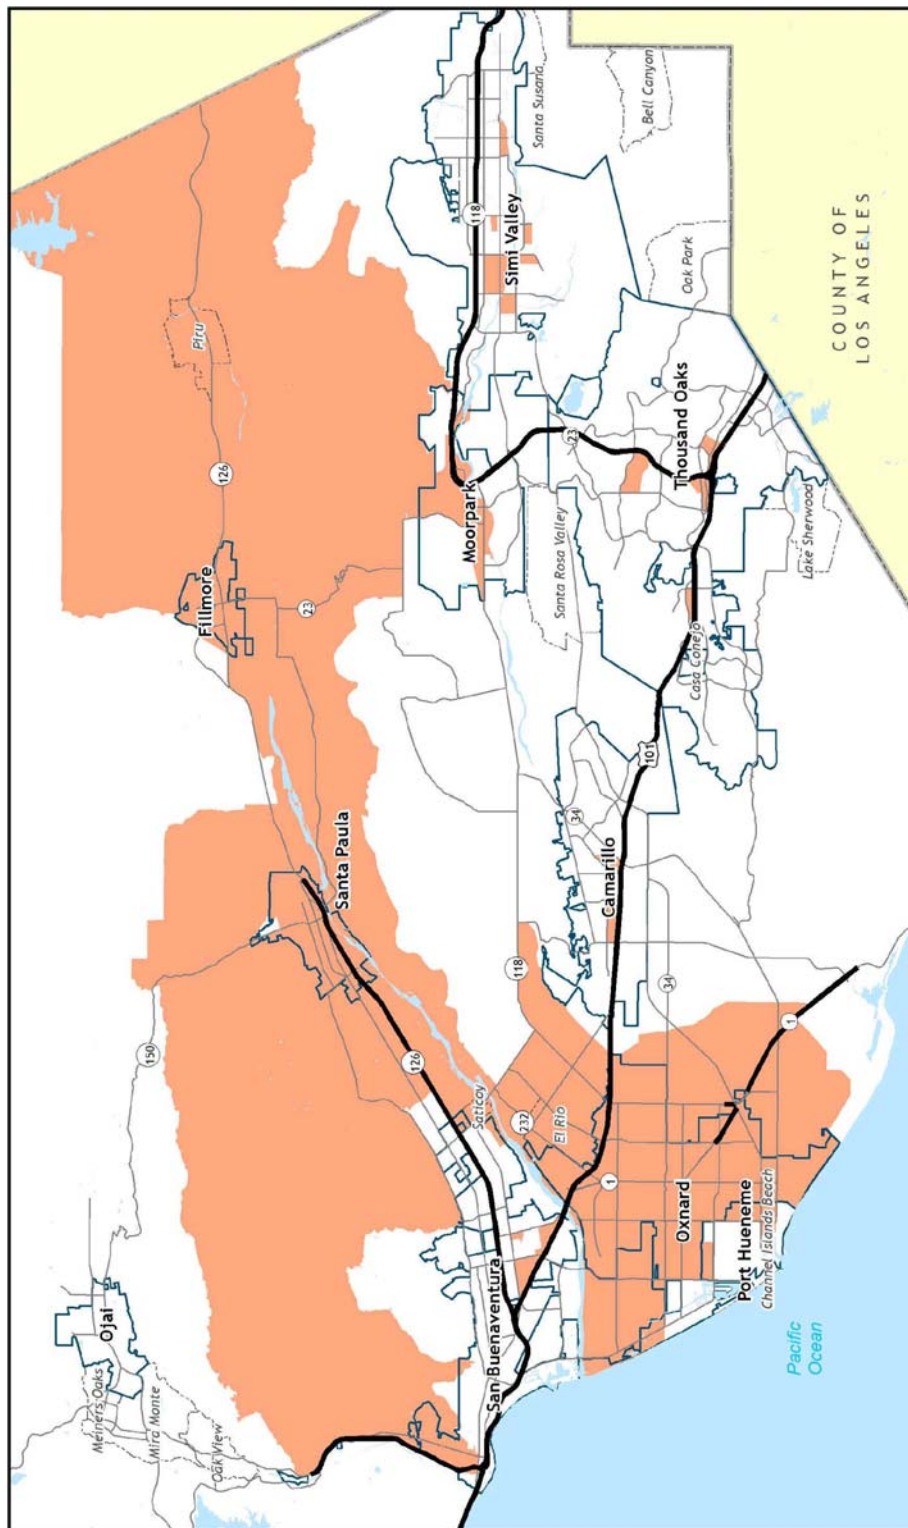 Meiners Oaks
Ojai
Mira Monte
150
Oak View
Piru
Fillmore
126
23
Santa Paula
126
Moorpark
118
Saticoy
San Buenaventura
Simi Valley
118
232
Santa Susana
El Rio
Santa Rosa Valley
23
34
Camarillo
1
101
Bell Canyon
34
Oxnard
Thousand Oaks
Oak Park
Casa Conejo
Port Hueneme
Channel Islands Beach
1
Pacific
Ocean
Lake Sherwood
COUNTY OF
LOS ANGELES